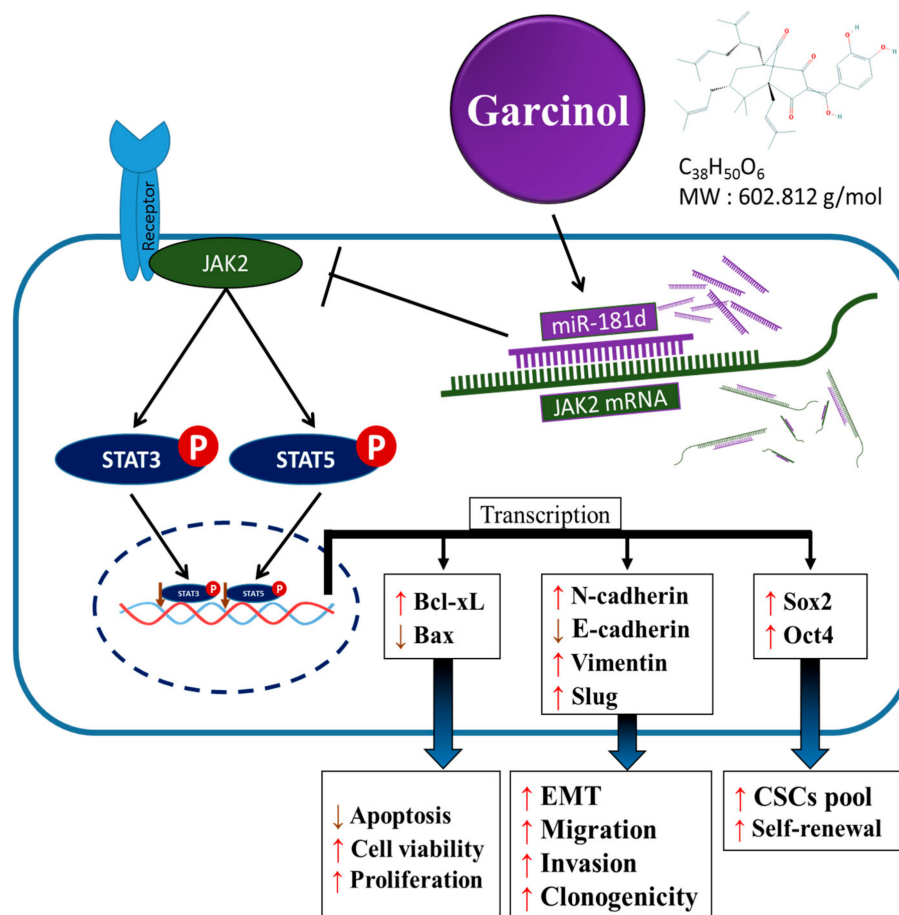 Garcinol
H
O
O
H
O
O
O
O
H
C₃₈H₅₀O₆
MW : 602.812 g/mol
Receptor
JAK2
miR-181d
JAK2 mRNA
STAT3
P
STAT5
P
Transcription
STAT3
P
STAT5
P
↑ Bcl-xL
↓ Bax
↑ N-cadherin
↓ E-cadherin
↑ Vimentin
↑ Slug
↑ Sox2
↑ Oct4
↓ Apoptosis
↑ Cell viability
↑ Proliferation
↑ EMT
↑ Migration
↑ Invasion
↑ Clonogenicity
↑ CSCs pool
↑ Self-renewal